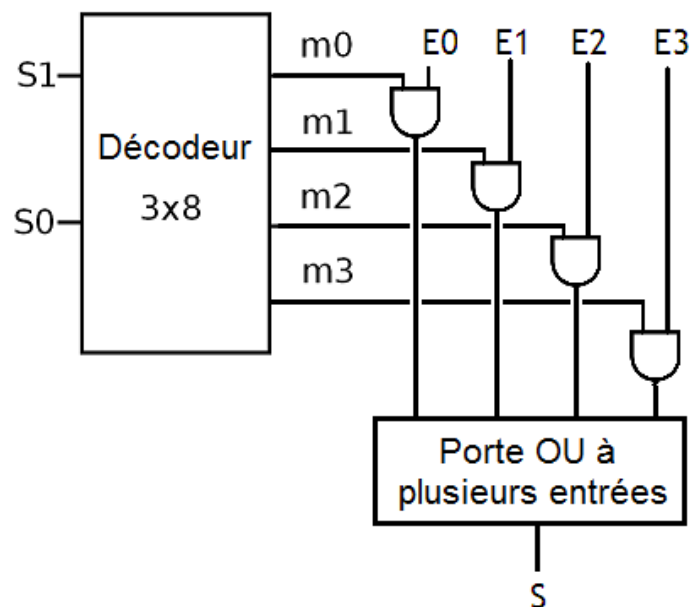 m0
E0
E1
E2
E3
S1
m1
Décodeur
3x8
m2
S0
m3
Porte OU à
plusieurs entrées
S